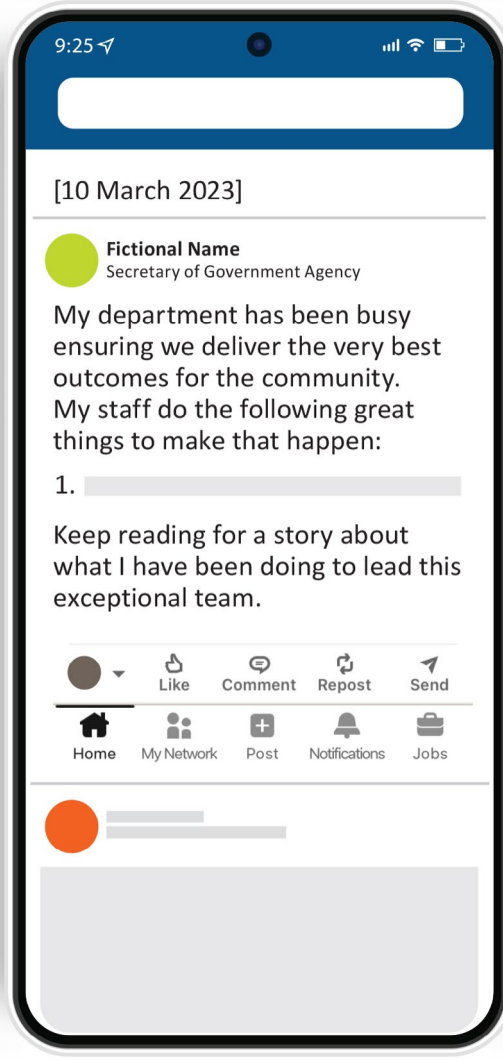 9:25
[10 March 2023]
Fictional Name
Secretary of Government Agency
My department has been busy
ensuring we deliver the very best
outcomes for the community.
My staff do the following great
things to make that happen:
1.
Keep reading for a story about
what I have been doing to lead this
exceptional team.
Like Comment Repost Send
Home My Network Post Notifications Jobs